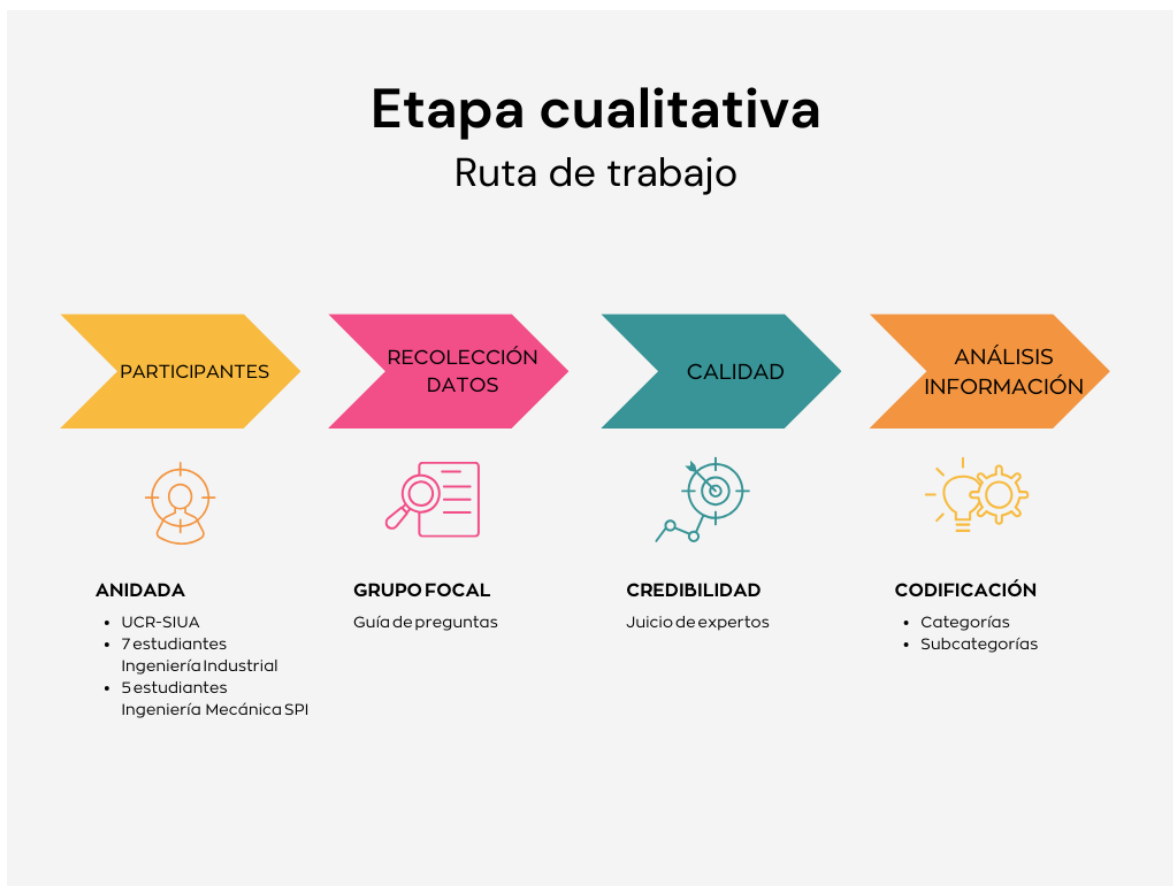 Etapa cualitativa
Ruta de trabajo
PARTICIPANTES
RECOLECCIÓN
DATOS
CALIDAD
ANÁLISIS
INFORMACIÓN
ANIDADA
• UCR-SIUA
• 7 estudiantes
Ingeniería Industrial
• 5 estudiantes
Ingeniería Mecánica SPI
GRUPO FOCAL
Guía de preguntas
CREDIBILIDAD
Juicio de expertos
CODIFICACIÓN
• Categorías
• Subcategorías